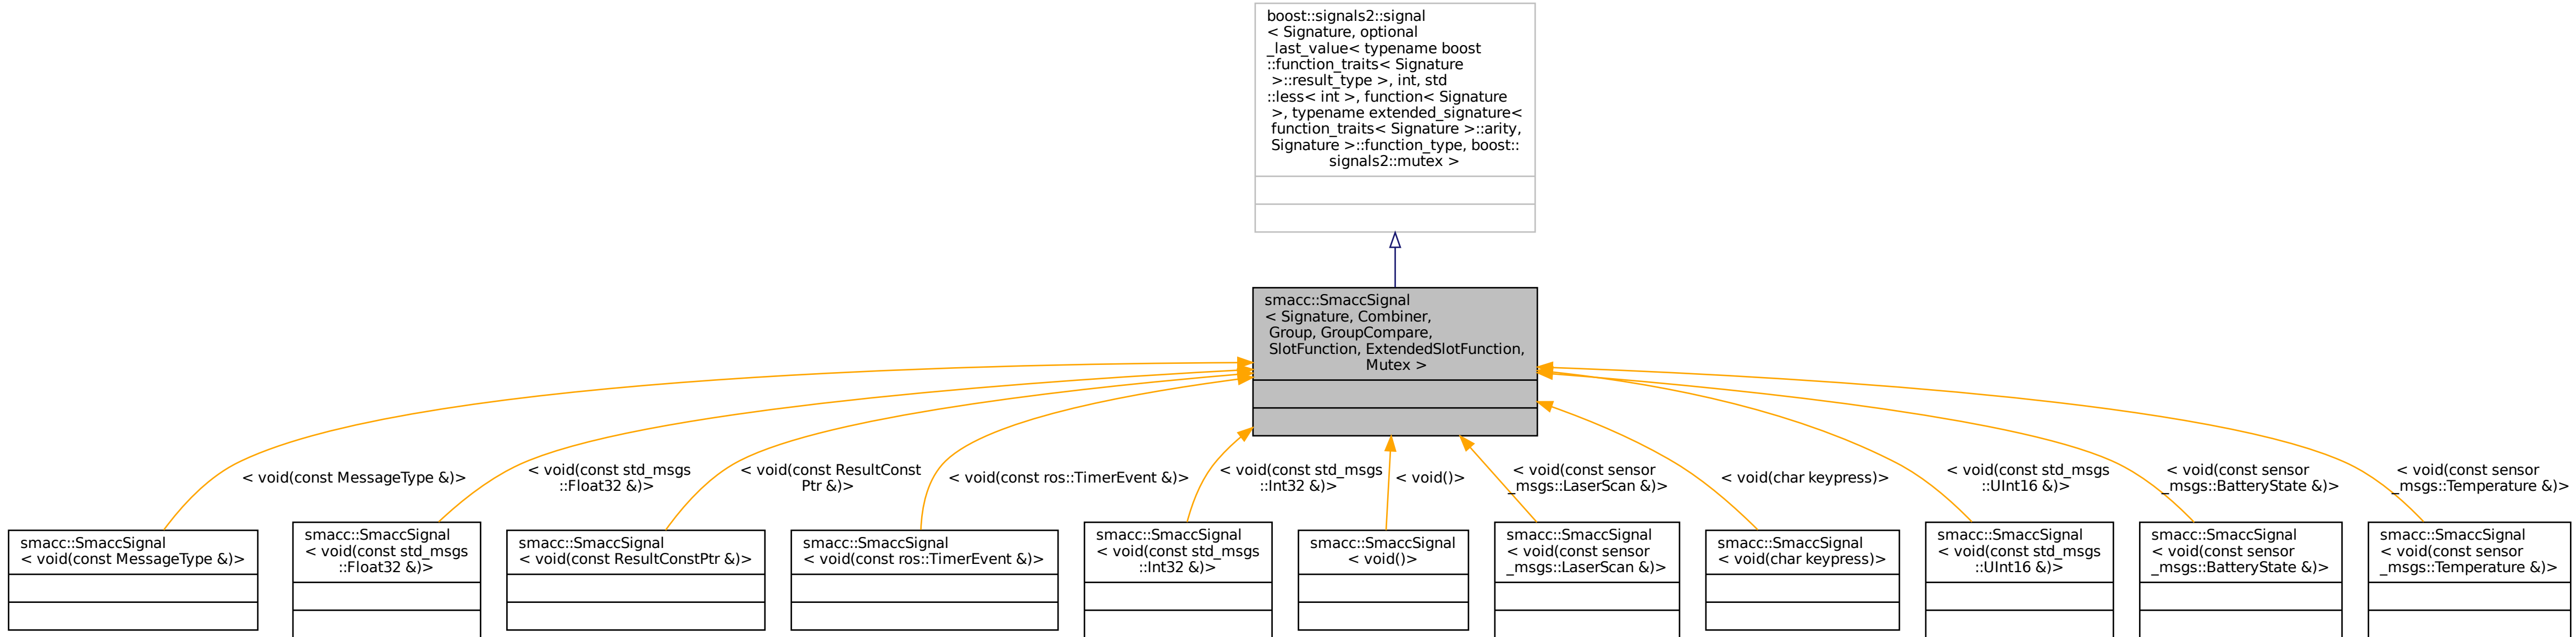 boost::signals2::signal
< Signature, optional
_last_value< typename boost
::function_traits< Signature
>::result_type >, int, std
::less< int >, function< Signature
>, typename extended_signature<
function_traits< Signature >::arity,
Signature >::function_type, boost::
signals2::mutex >
smacc::SmaccSignal
< Signature, Combiner,
Group, GroupCompare,
SlotFunction, ExtendedSlotFunction,
Mutex >
< void(const MessageType &)>
< void(const std_msgs
::Float32 &)>
< void(const ResultConst
Ptr &)>
< void(const ros::TimerEvent &)>
< void(const std_msgs
::Int32 &)>
< void()>
< void(const sensor
_msgs::LaserScan &)>
< void(char keypress)>
< void(const std_msgs
::UInt16 &)>
< void(const sensor
_msgs::BatteryState &)>
< void(const sensor
_msgs::Temperature &)>
smacc::SmaccSignal
< void(const MessageType &)>
smacc::SmaccSignal
< void(const std_msgs
::Float32 &)>
smacc::SmaccSignal
< void(const ResultConstPtr &)>
smacc::SmaccSignal
< void(const ros::TimerEvent &)>
smacc::SmaccSignal
< void(const std_msgs
::Int32 &)>
smacc::SmaccSignal
< void()>
smacc::SmaccSignal
< void(const sensor
_msgs::LaserScan &)>
smacc::SmaccSignal
< void(char keypress)>
smacc::SmaccSignal
< void(const std_msgs
::UInt16 &)>
smacc::SmaccSignal
< void(const sensor
_msgs::BatteryState &)>
smacc::SmaccSignal
< void(const sensor
_msgs::Temperature &)>